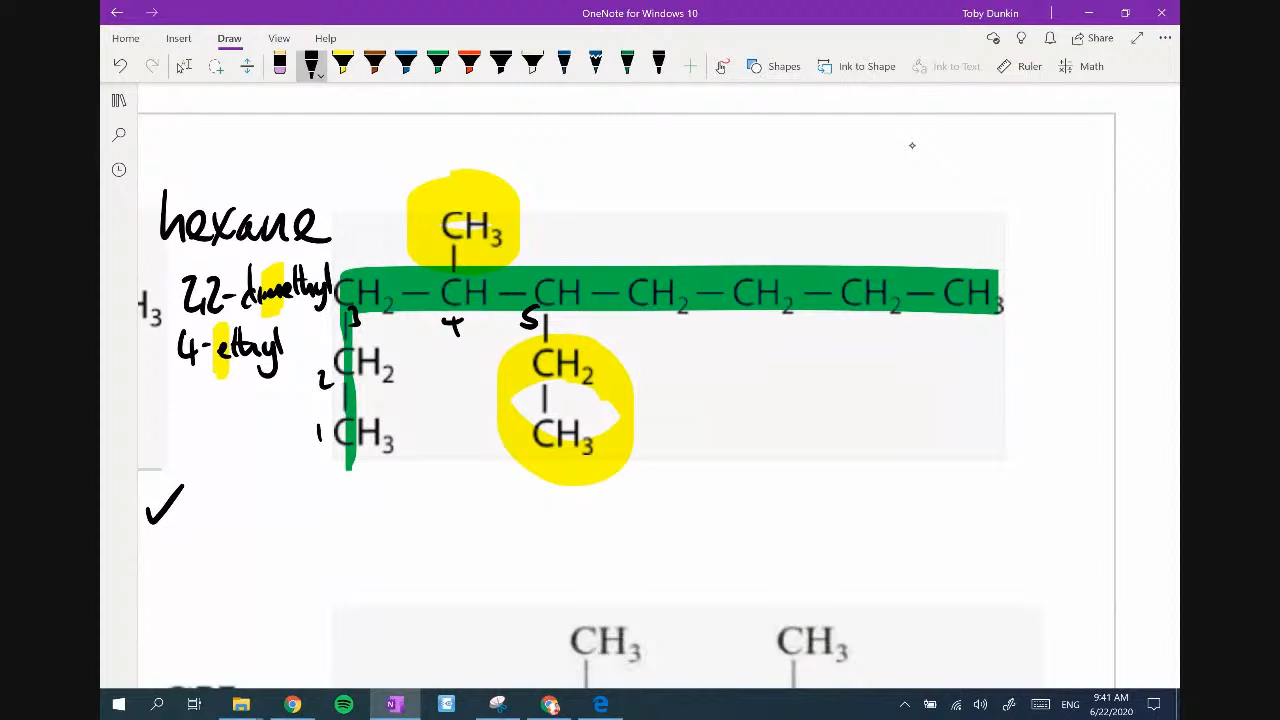 OneNote for Windows 10
Toby Dunkin
Home Insert Draw View Help
Share
Shapes Ink to Shape Ink to Text Ruler Math
hexane
2,2-dimethyl
4-ethyl
H₃
CH₃
CH₂ — CH — CH — CH₂ — CH₂ — CH₂ — CH₃
3 4 5
CH₂ CH₂
2
1 CH₃ CH₃
CH₃ CH₃
ENG
9:41 AM
6/22/2020